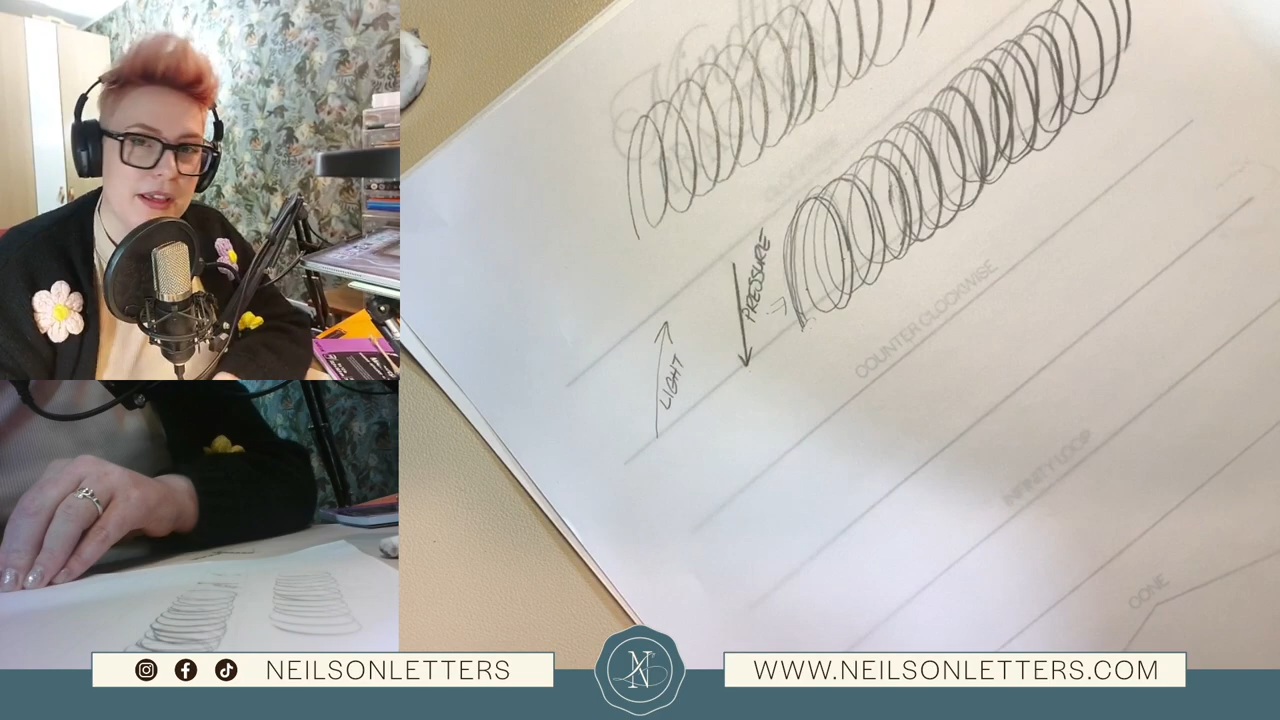 PRESSURE
LIGHT
COUNTER CLOCKWISE
INFINITY LOOP
CONE
NEILSONLETTERS
N
WWW.NEILSONLETTERS.COM